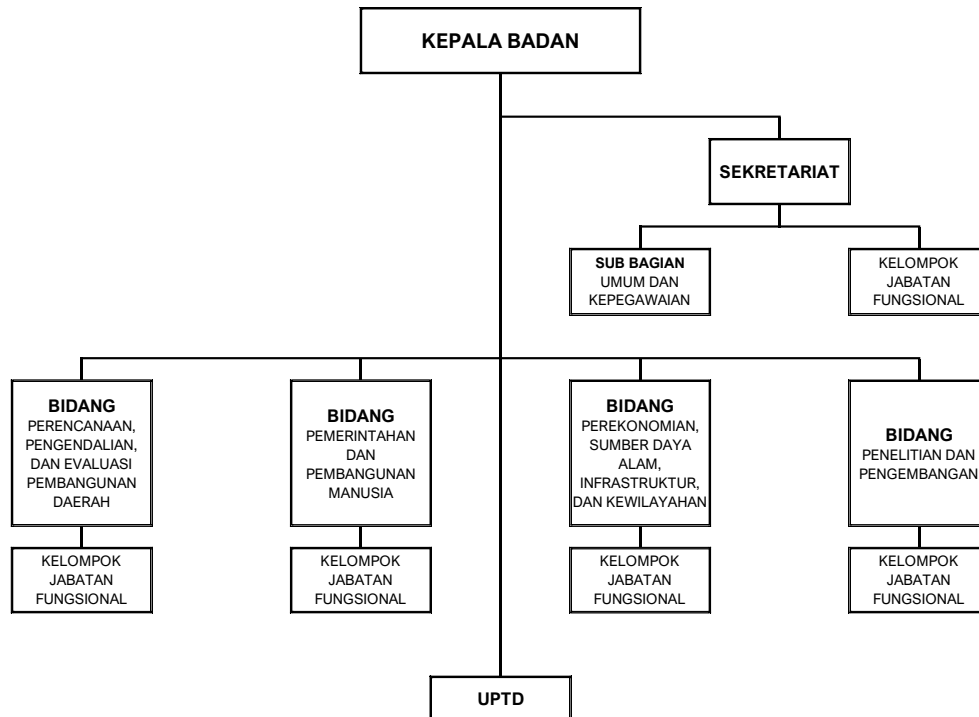 KEPALA BADAN
SEKRETARIAT
SUB BAGIAN
UMUM DAN
KEPEGAWAIAN
KELOMPOK
JABATAN
FUNGSIONAL
BIDANG
PERENCANAAN,
PENGENDALIAN,
DAN EVALUASI
PEMBANGUNAN
DAERAH
BIDANG
PEMERINTAHAN
DAN
PEMBANGUNAN
MANUSIA
BIDANG
PEREKONOMIAN,
SUMBER DAYA
ALAM,
INFRASTRUKTUR,
DAN KEWILAYAHAN
BIDANG
PENELITIAN DAN
PENGEMBANGAN
KELOMPOK
JABATAN
FUNGSIONAL
KELOMPOK
JABATAN
FUNGSIONAL
KELOMPOK
JABATAN
FUNGSIONAL
KELOMPOK
JABATAN
FUNGSIONAL
UPTD